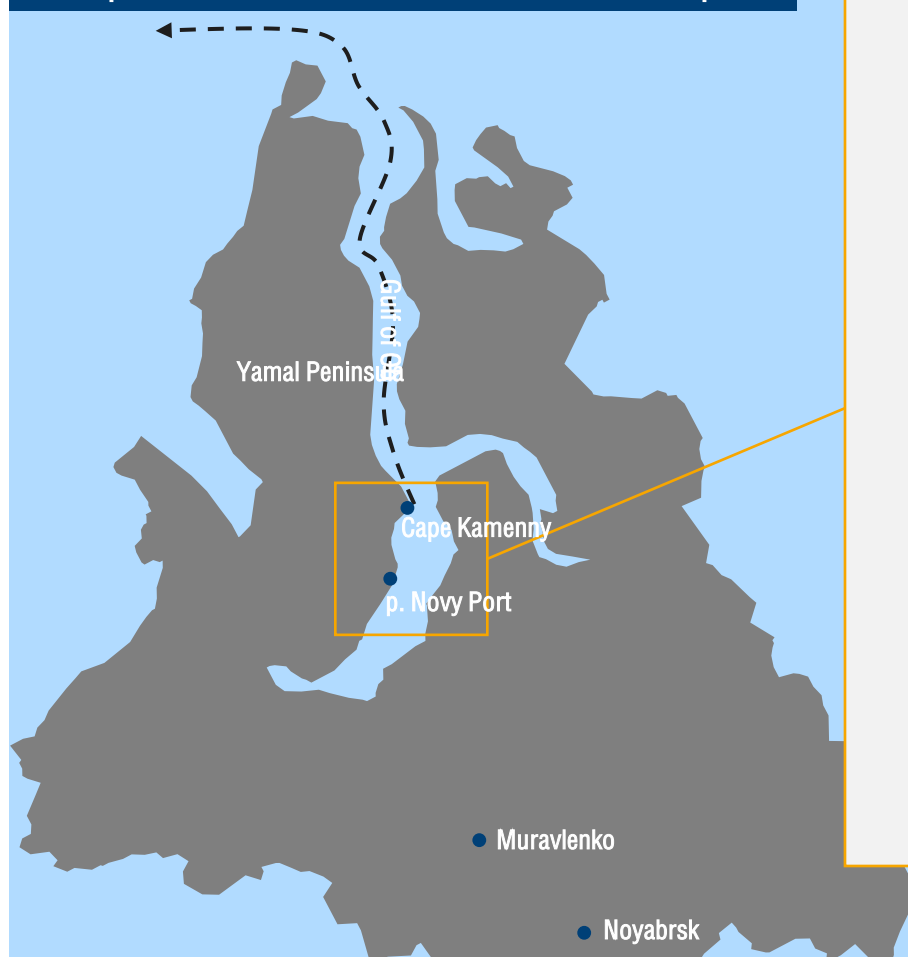 Gulf of Ob
Yamal Peninsula
Cape Kamenny
p. Novy Port
Muravlenko
Noyabrsk